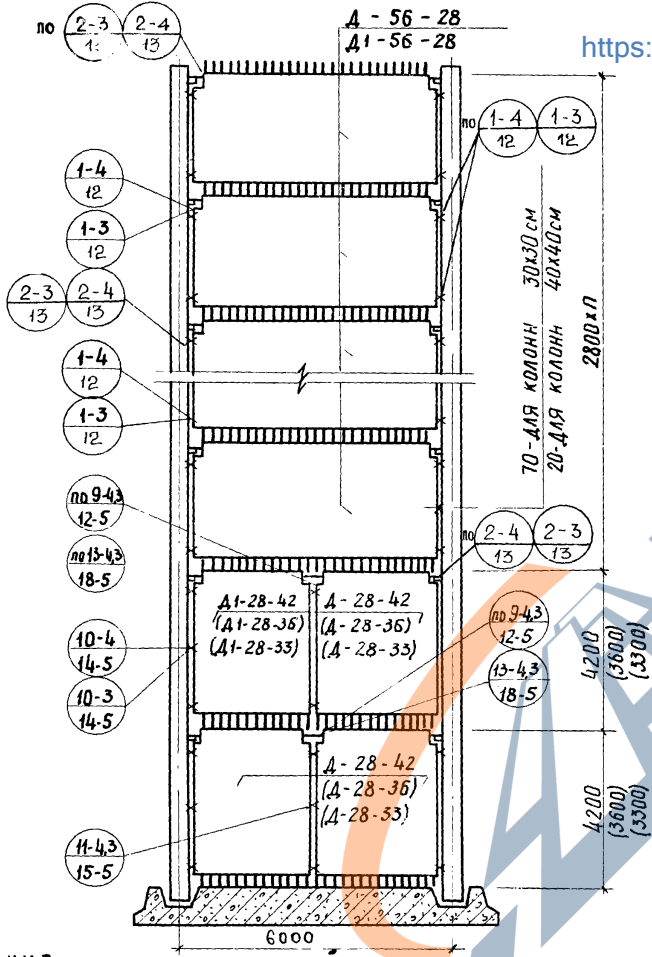 по 2-3 2-4
13
Д - 56 - 28
Д1 - 56 - 28
https:
по 1-4 1-3
12 12
1-4
12
1-3
12
2-3 2-4
13 13
1-4
12
1-3
12
70 - ДЛЯ КОЛОНН 30х30 см
20 - ДЛЯ КОЛОНН 40х40 см
2800 х п
по 9-4,3
12-5
по 13-4,3
18-5
по 2-4 2-3
13 13
Д1 - 28 - 42
(Д1 - 28 - 36)
(Д1 - 28 - 33)
Д - 28 - 42
(Д - 28 - 36)
(Д - 28 - 33)
по 9-4,3
12-5
13-4,3
18-5
4200
(3600)
(3300)
10-4
14-5
10-3
14-5
Д - 28 - 42
(Д - 28 - 36)
(Д - 28 - 33)
4200
(3600)
(3300)
11-4,3
15-5
6000